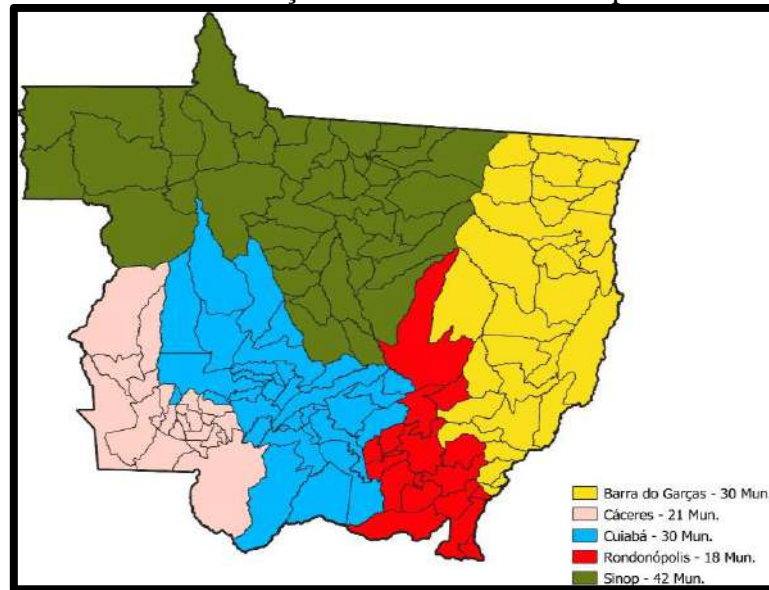 Barra do Garças - 30 Mun.
Cáceres - 21 Mun.
Cuiabá - 30 Mun.
Rondonópolis - 18 Mun.
Sinop - 42 Mun.